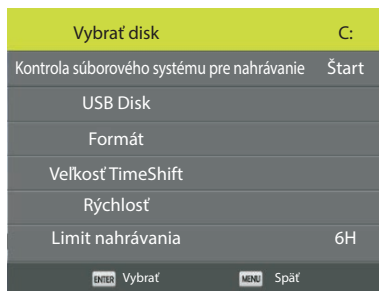 Vybrať disk C:
Kontrola súborového systému pre nahrávanie Štart
USB Disk
Formát
Veľkosť TimeShift
Rýchlosť
Limit nahrávania 6H
ENTER Vybrať MENU Späť